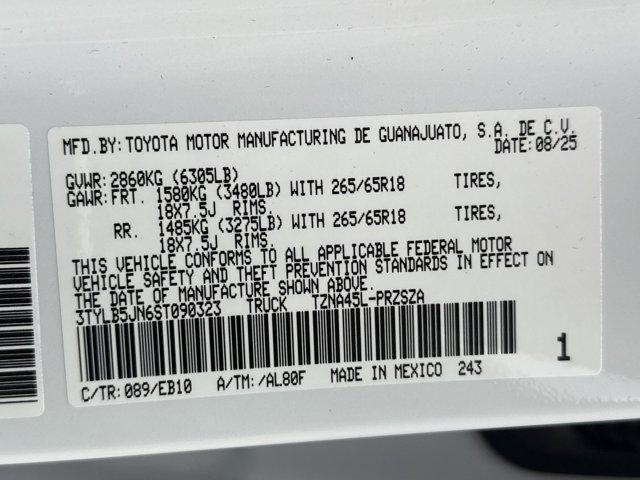 MFD.BY:TOYOTA MOTOR MANUFACTURING DE GUANAJUATO, S.A. DE C.V.
DATE:08/25
GVWR:2860KG (6305LB)
GAWR:FRT. 1580KG (3480LB) WITH 265/65R18 TIRES,
18X7.5J RIMS.
RR. 1485KG (3275LB) WITH 265/65R18 TIRES,
18X7.5J RIMS.
THIS VEHICLE CONFORMS TO ALL APPLICABLE FEDERAL MOTOR
VEHICLE SAFETY AND THEFT PREVENTION STANDARDS IN EFFECT ON
THE DATE OF MANUFACTURE SHOWN ABOVE.
3TYLB5JN6ST090323 TRUCK TZNA45L-PRZSZA
1
C/TR:089/EB10 A/TM:/AL80F MADE IN MEXICO 243